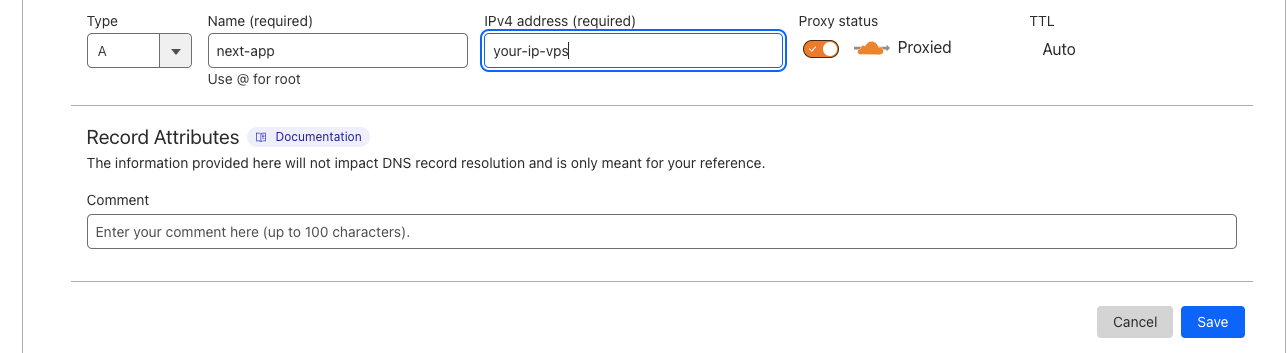 Type Name (required) IPv4 address (required) Proxy status TTL
A next-app your-ip-vps Proxied Auto
Use @ for root
Record Attributes Documentation
The information provided here will not impact DNS record resolution and is only meant for your reference.
Comment
Enter your comment here (up to 100 characters).
Cancel Save